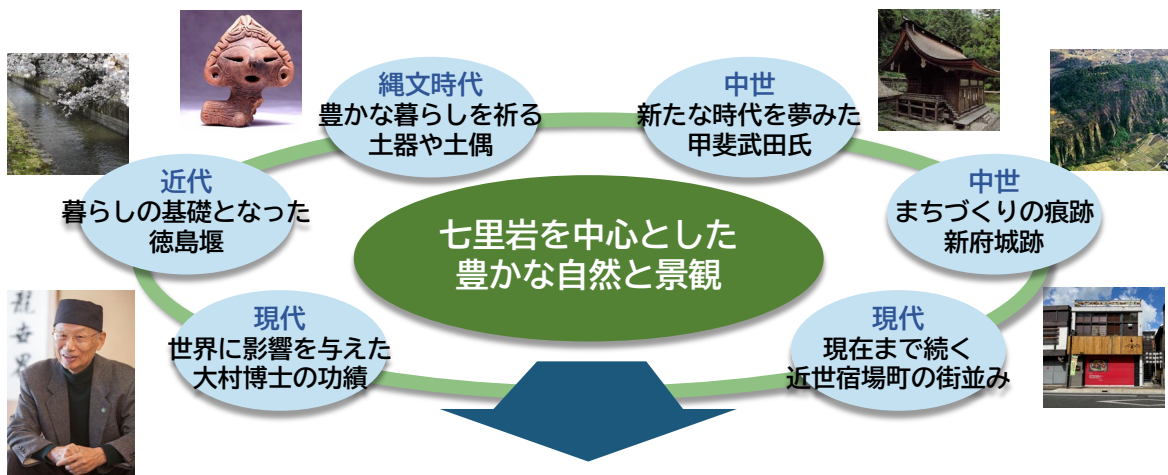 縄文時代
豊かな暮らしを祈る
土器や土偶
中世
新たな時代を夢みた
甲斐武田氏
近代
暮らしの基礎となった
徳島堰
中世
まちづくりの痕跡
新府城跡
七里岩を中心とした
豊かな自然と景観
現代
世界に影響を与えた
大村博士の功績
現代
現在まで続く
近世宿場町の街並み